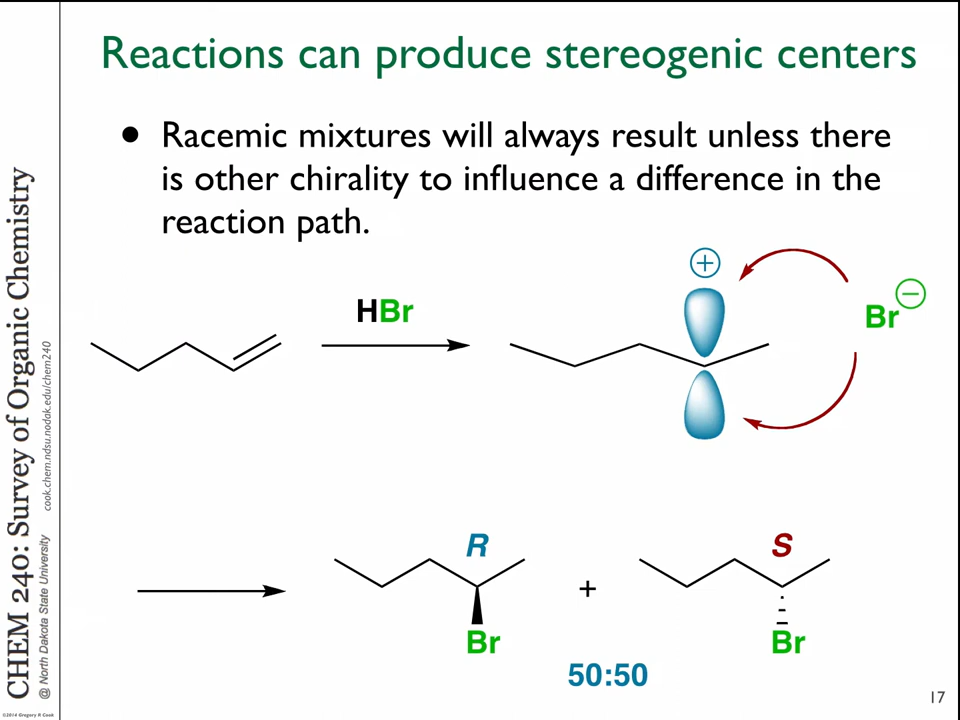 Reactions can produce stereogenic centers
• Racemic mixtures will always result unless there
is other chirality to influence a difference in the
reaction path.
HBr
+
Br
−
R
S
+
Br
Br
50:50
17
CHEM 240: Survey of Organic Chemistry
@ North Dakota State University
cook.chem.ndsu.nodak.edu/chem240
©2014 Gregory R Cook